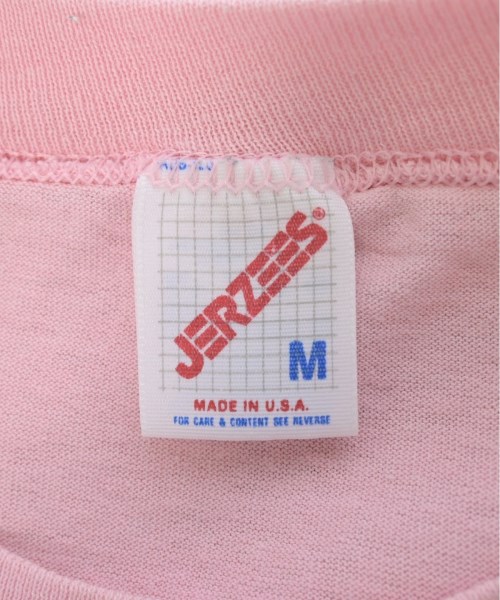 JERZEES®
M
MADE IN U.S.A.
FOR CARE & CONTENT SEE REVERSE